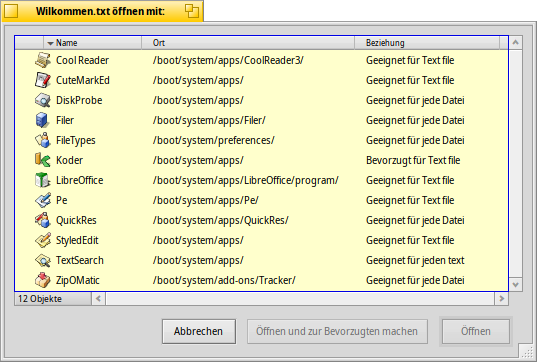 Wilkommen.txt öffnen mit:
Name Ort Beziehung
Cool Reader /boot/system/apps/CoolReader3/ Geeignet für Text file
CuteMarkEd /boot/system/apps/ Geeignet für Text file
DiskProbe /boot/system/apps/ Geeignet für jede Datei
Filer /boot/system/apps/Filer/ Geeignet für jede Datei
FileTypes /boot/system/preferences/ Geeignet für jede Datei
Koder /boot/system/apps/ Bevorzugt für Text file
LibreOffice /boot/system/apps/LibreOffice/program/ Geeignet für Text file
Pe /boot/system/apps/Pe/ Geeignet für Text file
QuickRes /boot/system/apps/QuickRes/ Geeignet für jede Datei
StyledEdit /boot/system/apps/ Geeignet für Text file
TextSearch /boot/system/apps/ Geeignet für jeden text
ZipOMatic /boot/system/add-ons/Tracker/ Geeignet für jede Datei
12 Objekte
Abbrechen Öffnen und zur Bevorzugten machen Öffnen